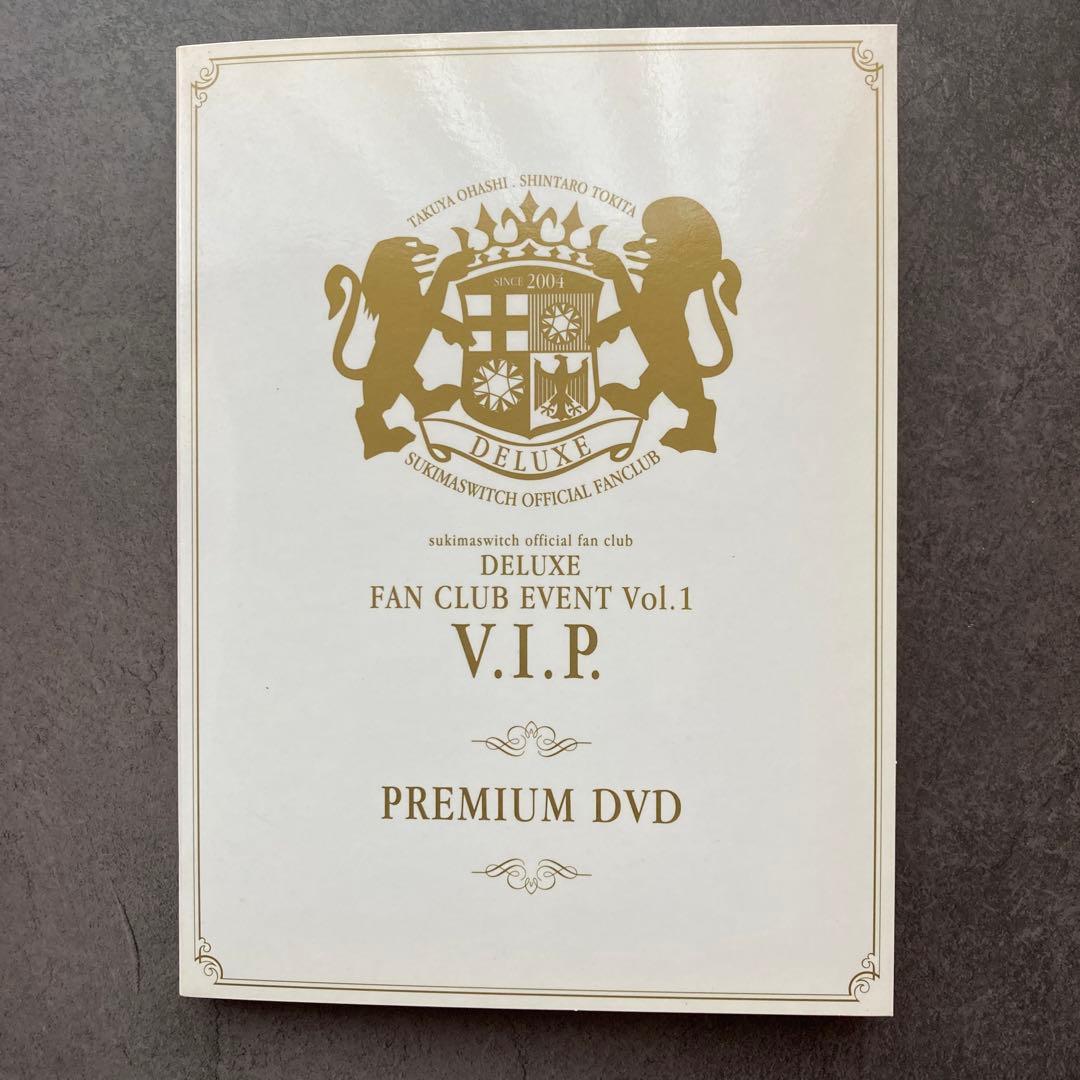 TAKUYA OHASHI . SHINTARO TOKITA
SINCE 2004
DELUXE
SUKIMASWITCH OFFICIAL FANCLUB
sukimaswitch official fan club
DELUXE
FAN CLUB EVENT Vol.1
V.I.P.
PREMIUM DVD